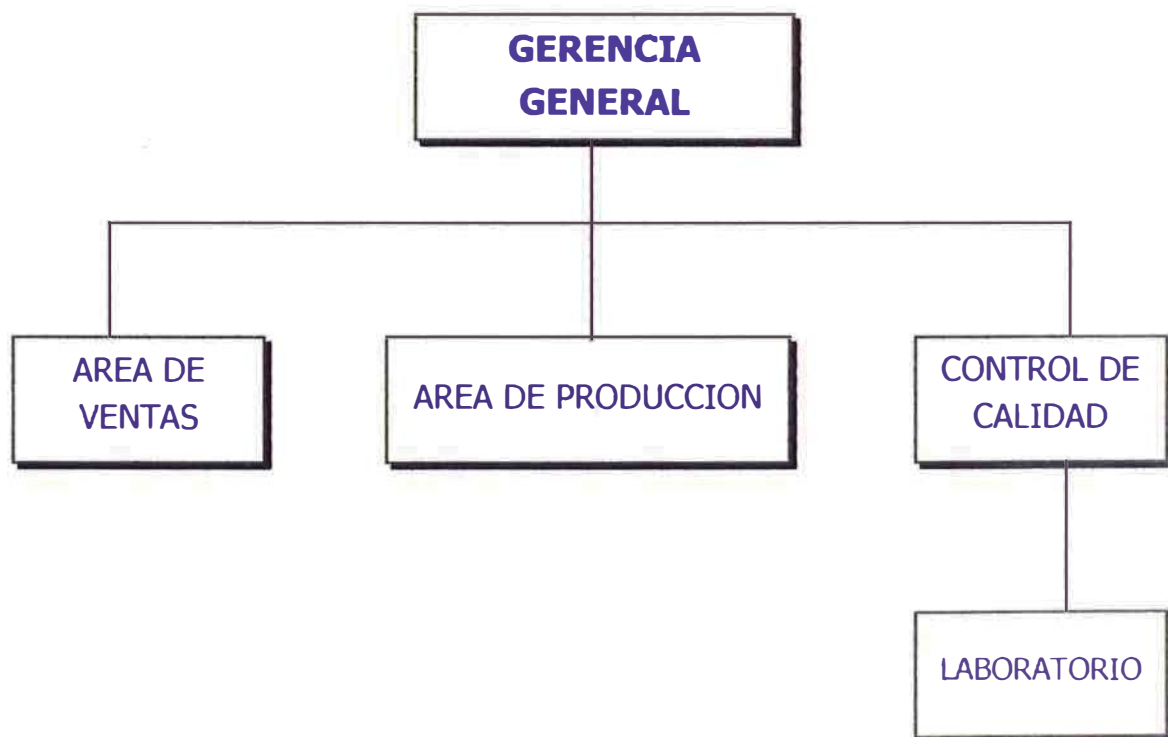 GERENCIA
GENERAL
AREA DE
VENTAS
AREA DE PRODUCCION
CONTROL DE
CALIDAD
LABORATORIO